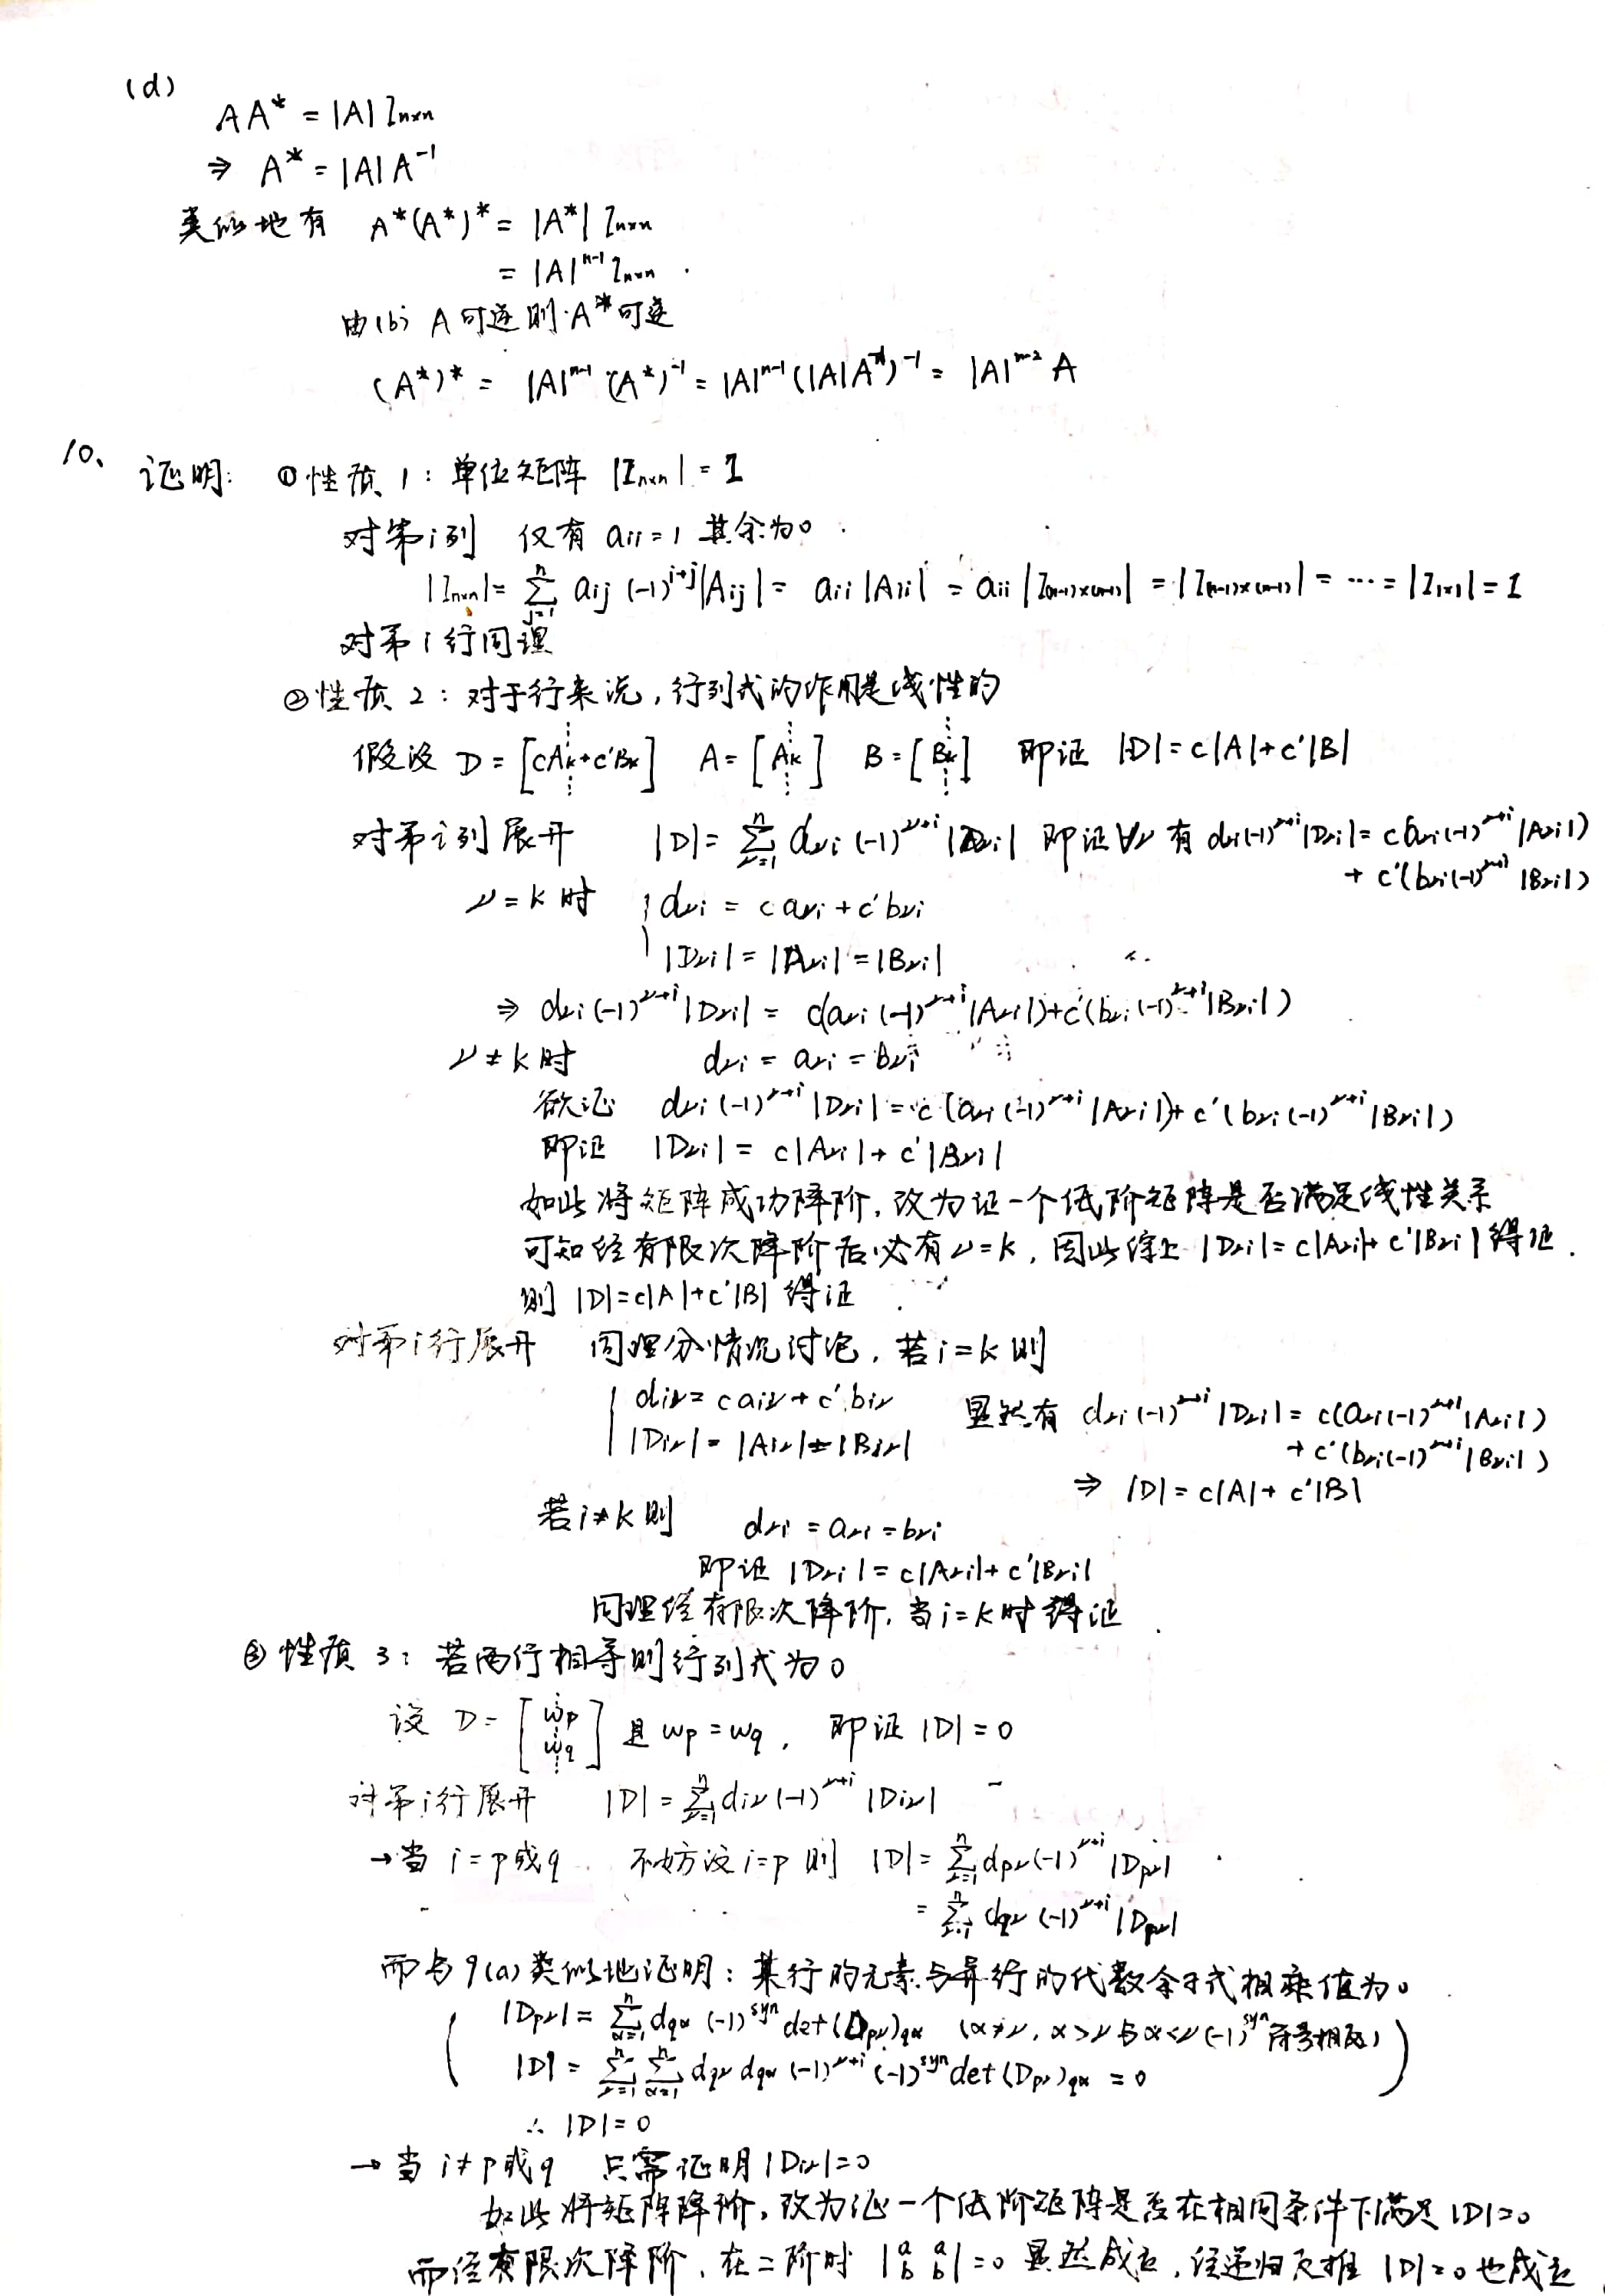 (d)
AA* = |A| I_{n×n}
⇒ A* = |A| A^{-1}
类似地有 A*(A*)* = |A*| I_{n×n}
= |A|^{n-1} I_{n×n} .
由(b) A可逆则A*可逆
(A*)* = |A|^{n-1} (A*)^{-1} = |A|^{n-1} (|A|A^{-1})^{-1} = |A|^{n-2} A
10、 证明: ①性质1: 单位矩阵 |I_{n×n}| = 1
对第i列 仅有 a_{ii}=1 其余为0
|I_{n×n}| = \sum_{j=1}^{n} a_{ij} (-1)^{i+j} |A_{ij}| = a_{ii} |A_{ii}| = a_{ii} |I_{(n-1)×(n-1)}| = |I_{(n-1)×(n-1)}| = … = |I_{1×1}| = 1
对第i行同理
②性质2: 对于行来说, 行列式的作用是线性的
假设 D = [cA_k+c'B_k] A = [A_k] B = [B_k] 即证 |D| = c|A|+c'|B|
对第i列展开 |D| = \sum_{ν=1}^{n} d_{νi} (-1)^{ν+i} |D_{νi}| 即证∀ν 有 d_{νi}(-1)^{ν+i}|D_{νi}| = c(a_{νi}(-1)^{ν+i}|A_{νi}|)
+ c'(b_{νi}(-1)^{ν+i}|B_{νi}|)
ν=k时 { d_{νi} = ca_{νi} + c'b_{νi}
|D_{νi}| = |A_{νi}| = |B_{νi}|
⇒ d_{νi}(-1)^{ν+i}|D_{νi}| = c(a_{νi}(-1)^{ν+i}|A_{νi}|)+c'(b_{νi}(-1)^{ν+i}|B_{νi}|)
ν≠k时 d_{νi} = a_{νi} = b_{νi}
欲证 d_{νi}(-1)^{ν+i}|D_{νi}| = c(a_{νi}(-1)^{ν+i}|A_{νi}|)+c'(b_{νi}(-1)^{ν+i}|B_{νi}|)
即证 |D_{νi}| = c|A_{νi}| + c'|B_{νi}|
如此将矩阵成功降阶, 改为证一个低阶矩阵是否满足线性关系
可知经有限次降阶后必有ν=k, 因此综上 |D_{νi}| = c|A_{νi}|+c'|B_{νi}| 得证.
则 |D|=c|A|+c'|B| 得证
对第i行展开 同理分情况讨论, 若i=k则
{ d_{iν} = ca_{iν} + c'b_{iν} 显然有 d_{νi}(-1)^{ν+i}|D_{νi}| = c(a_{νi}(-1)^{ν+i}|A_{νi}|)
|D_{iν}| = |A_{iν}| = |B_{iν}| + c'(b_{νi}(-1)^{ν+i}|B_{νi}|)
⇒ |D| = c|A| + c'|B|
若i≠k则 d_{νi} = a_{νi} = b_{νi}
即证 |D_{νi}| = c|A_{νi}|+c'|B_{νi}|
同理经有限次降阶, 当i=k时得证.
③性质3: 若两行相等则行列式为0
设 D = [w_p w_q] 且 w_p = w_q, 即证 |D|=0
对第i行展开 |D| = \sum_{ν=1}^{n} d_{iν}(-1)^{ν+i} |D_{iν}|
→当 i=p或q 不妨设i=p 则 |D| = \sum_{ν=1}^{n} d_{pν}(-1)^{ν+i} |D_{pν}|
= \sum_{ν=1}^{n} d_{qν}(-1)^{ν+i} |D_{pν}|
而与9(a)类似地证明: 某行的元素与异行的代数余子式相乘值为0
( |D_{pν}| = \sum_{α=1}^{n} d_{qα} (-1)^{syn} det(D_{pν})_{qα} (α≠ν, α>ν与α<ν (-1)^{syn}符号相反)
|D| = \sum_{ν=1}^{n} \sum_{α=1}^{n} d_{qν} d_{qα} (-1)^{ν+i} (-1)^{syn} det(D_{pν})_{qα} = 0 )
∴ |D|=0
→当 i≠p或q 只需证明|D_{iν}|=0
如此将矩阵降阶, 改为证一个低阶矩阵是否在相同条件下满足|D|=0
而经有限次降阶, 在二阶时 |a a b b|=0 显然成立, 经递归反推 |D|=0也成立